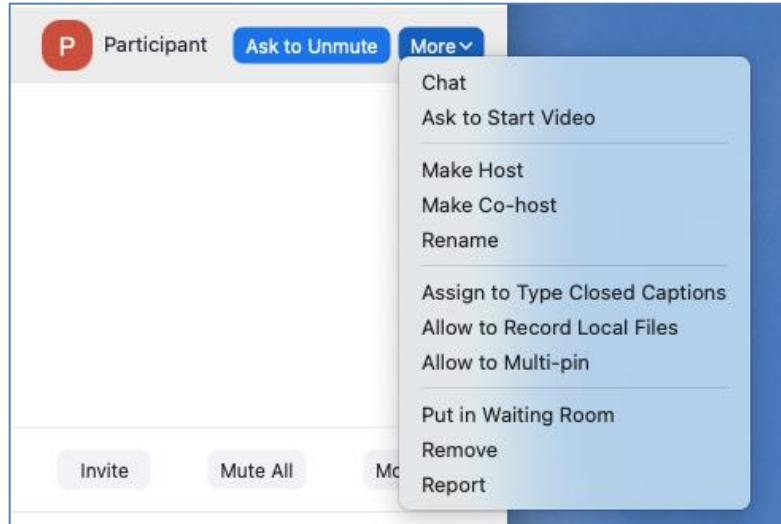 P Participant Ask to Unmute More
Chat
Ask to Start Video
Make Host
Make Co-host
Rename
Assign to Type Closed Captions
Allow to Record Local Files
Allow to Multi-pin
Put in Waiting Room
Remove
Report
Invite Mute All